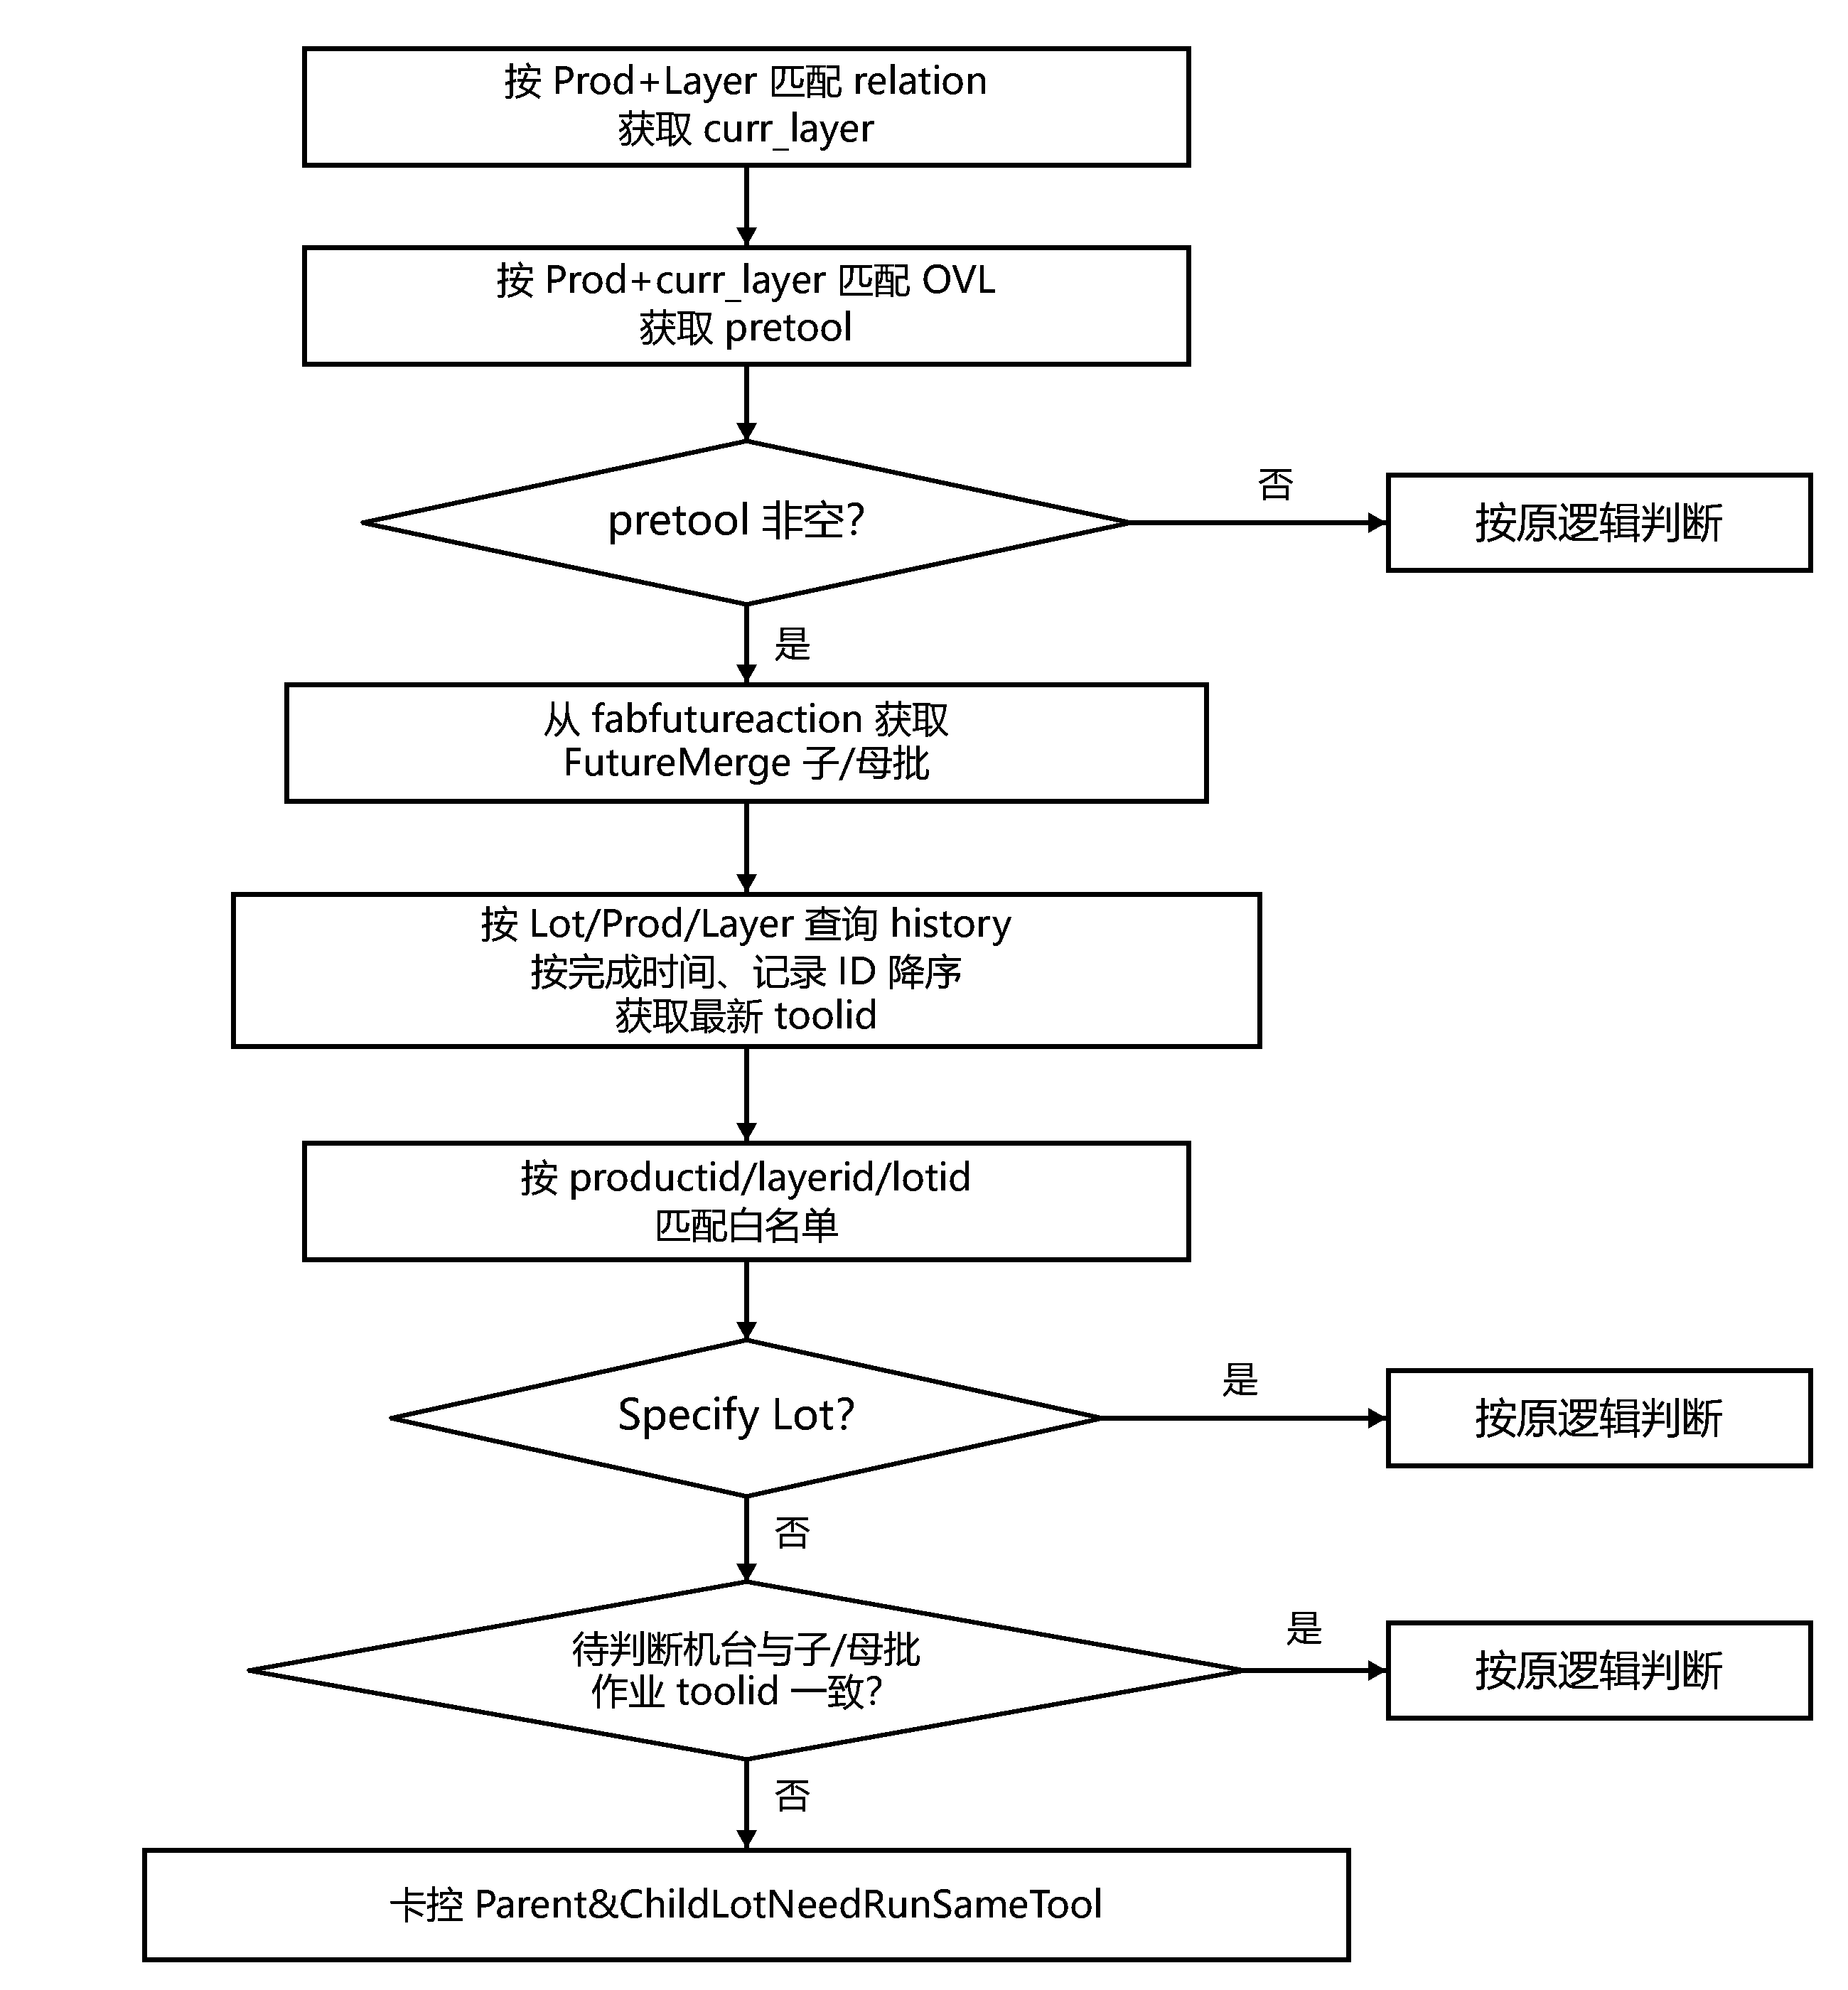 按 Prod+Layer 匹配 relation
获取 curr_layer
按 Prod+curr_layer 匹配 OVL
获取 pretool
pretool 非空？
否
按原逻辑判断
是
从 fabfutureaction 获取
FutureMerge 子/母批
按 Lot/Prod/Layer 查询 history
按完成时间、记录 ID 降序
获取最新 toolid
按 productid/layerid/lotid
匹配白名单
Specify Lot？
是
按原逻辑判断
否
待判断机台与子/母批
作业 toolid 一致？
是
按原逻辑判断
否
卡控 Parent&ChildLotNeedRunSameTool